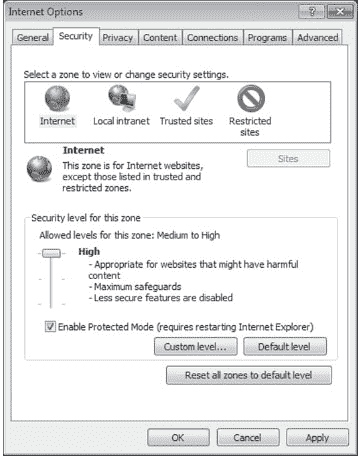 Internet Options
General Security Privacy Content Connections Programs Advanced
Select a zone to view or change security settings.
Internet Local intranet Trusted sites Restricted
sites
Internet
This zone is for Internet websites,
except those listed in trusted and
restricted zones.
Sites
Security level for this zone
Allowed levels for this zone: Medium to High
High
- Appropriate for websites that might have harmful
content
- Maximum safeguards
- Less secure features are disabled
Enable Protected Mode (requires restarting Internet Explorer)
Custom level... Default level
Reset all zones to default level
OK Cancel Apply